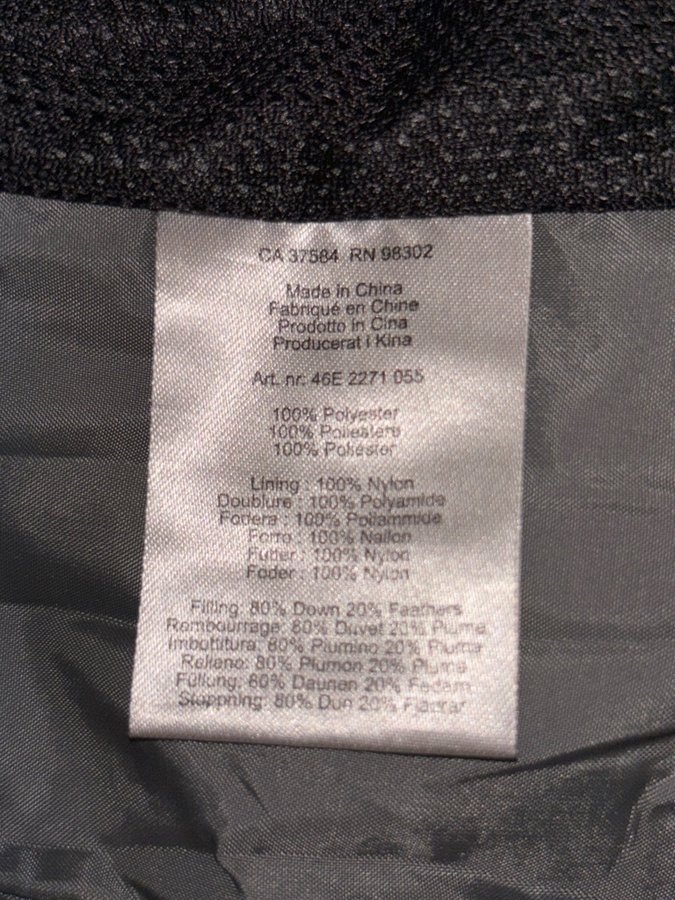 CA 37584 RN 98302
Made in China
Fabriqué en Chine
Prodotto in Cina
Producerat i Kina
Art. nr: 46E 2271 055
100% Polyester
100% Poliestere
100% Poliéster
Lining : 100% Nylon
Doublure : 100% Polyamide
Fodera : 100% Poliammide
Forro : 100% Nailon
Futter : 100% Nylon
Foder : 100% Nylon
Filling: 80% Down 20% Feathers
Rembourrage: 80% Duvet 20% Plume
Imbottitura: 80% Piumino 20% Piuma
Relleno: 80% Plumon 20% Pluma
Füllung: 80% Daunen 20% Federn
Stoppning: 80% Dun 20% Fjädrar